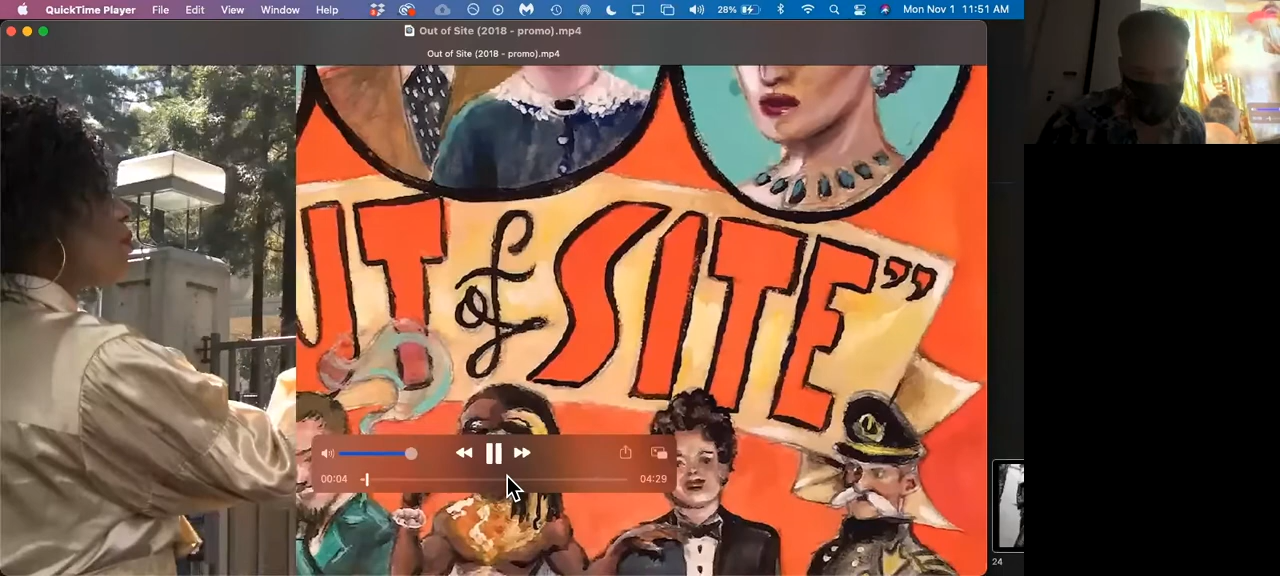 QuickTime Player File Edit View Window Help 28% Mon Nov 1 11:51 AM
Out of Site (2018 - promo).mp4
Out of Site (2018 - promo).mp4
UT of SITE”
00:04 04:29
24